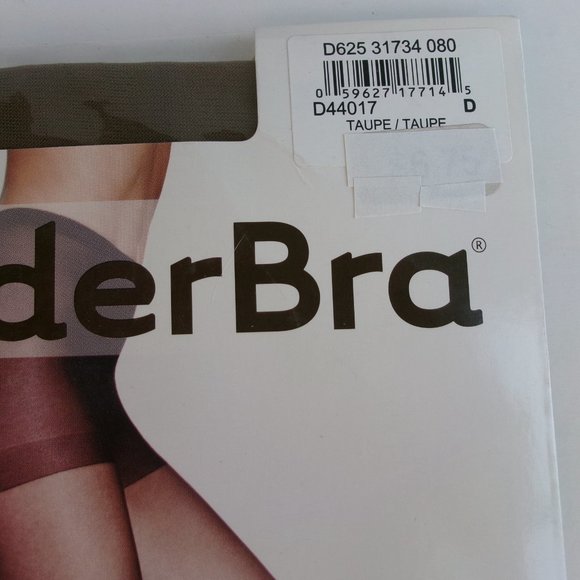 D625 31734 080
0 59627 17714 5
D44017 D
TAUPE / TAUPE
derBra®